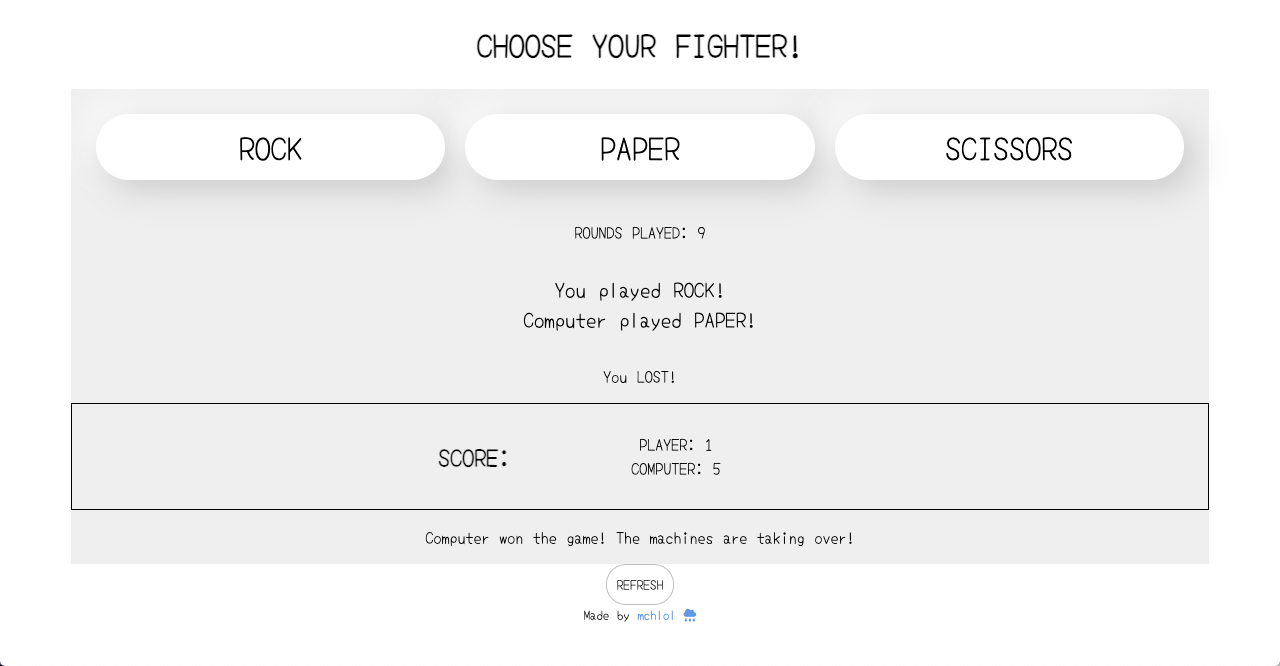 CHOOSE YOUR FIGHTER!
ROCK
PAPER
SCISSORS
ROUNDS PLAYED: 9
You played ROCK!
Computer played PAPER!
You LOST!
SCORE:
PLAYER: 1
COMPUTER: 5
Computer won the game! The machines are taking over!
REFRESH
Made by mchlol